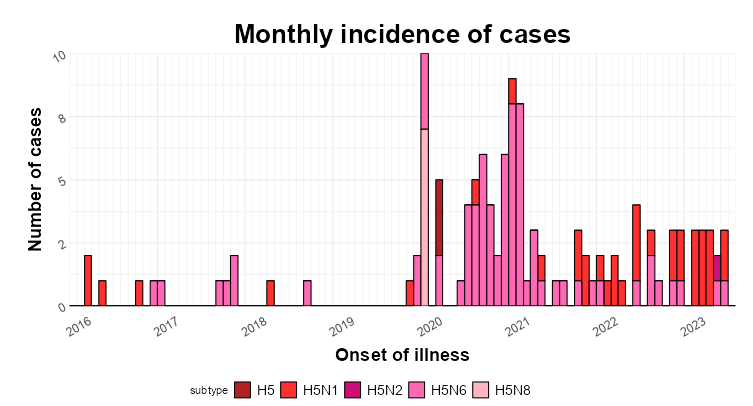 Monthly incidence of cases
Number of cases
10
8
5
2
0
2016 2017 2018 2019 2020 2021 2022 2023
Onset of illness
subtype H5 H5N1 H5N2 H5N6 H5N8